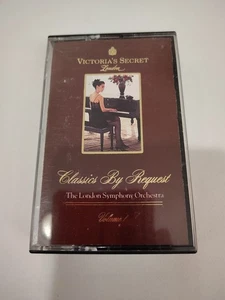 VICTORIA'S SECRET
London
Classics By Request
The London Symphony Orchestra
Volume